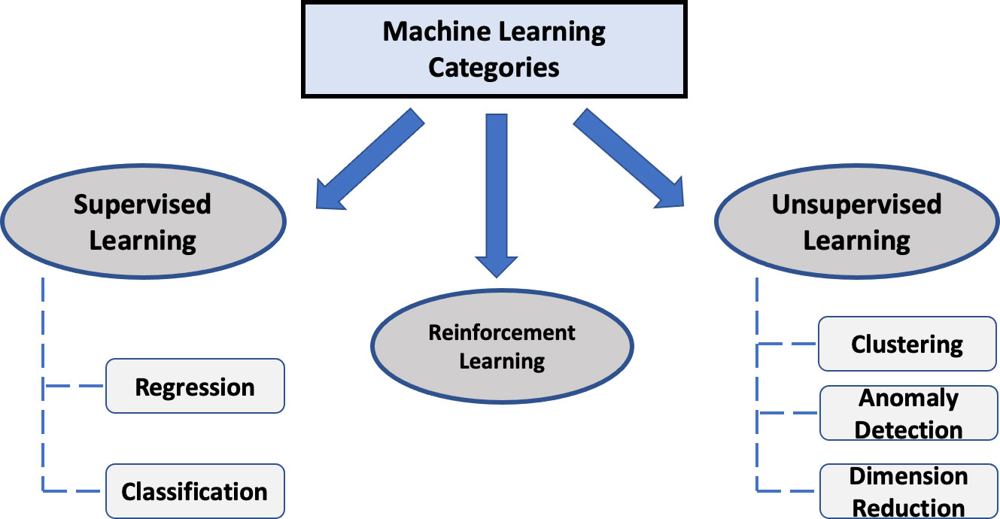 Machine Learning
Categories
Supervised
Learning
Reinforcement
Learning
Unsupervised
Learning
Regression
Classification
Clustering
Anomaly
Detection
Dimension
Reduction